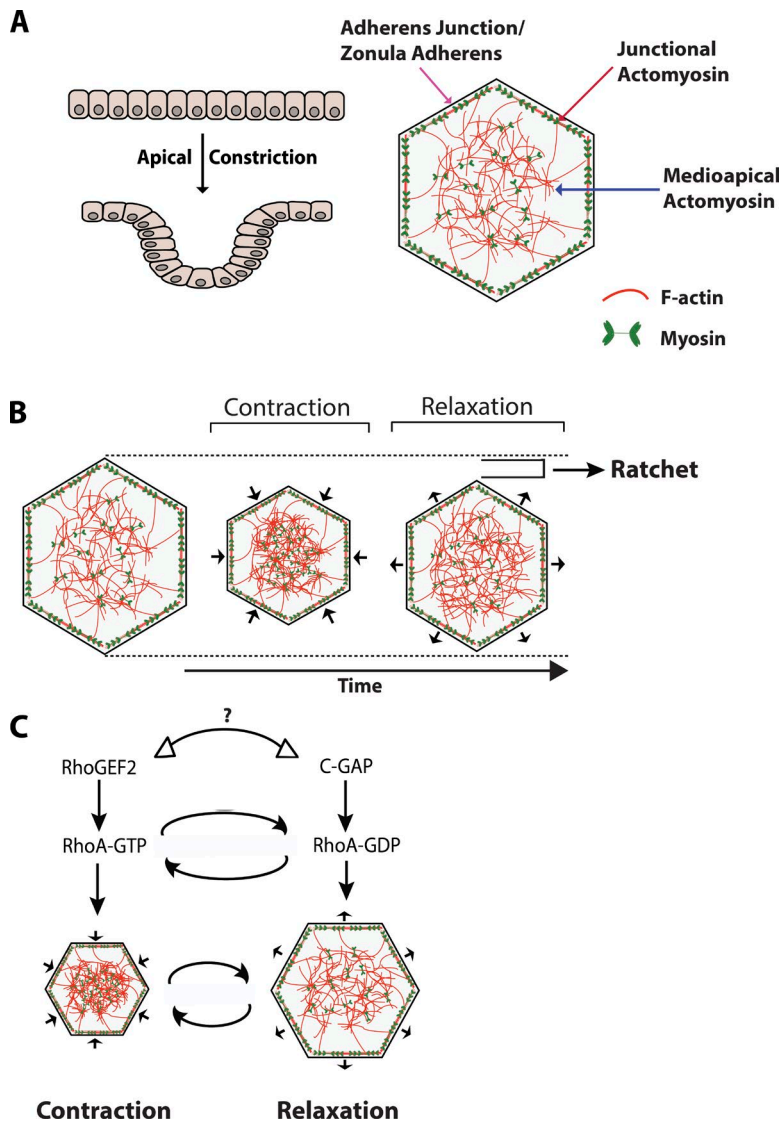 A
Adherens Junction/
Zonula Adherens
Junctional
Actomyosin
Apical Constriction
Medioapical
Actomyosin
F-actin
Myosin
B
Contraction
Relaxation
Ratchet
Time
C
?
RhoGEF2
C-GAP
RhoA-GTP
RhoA-GDP
Contraction
Relaxation